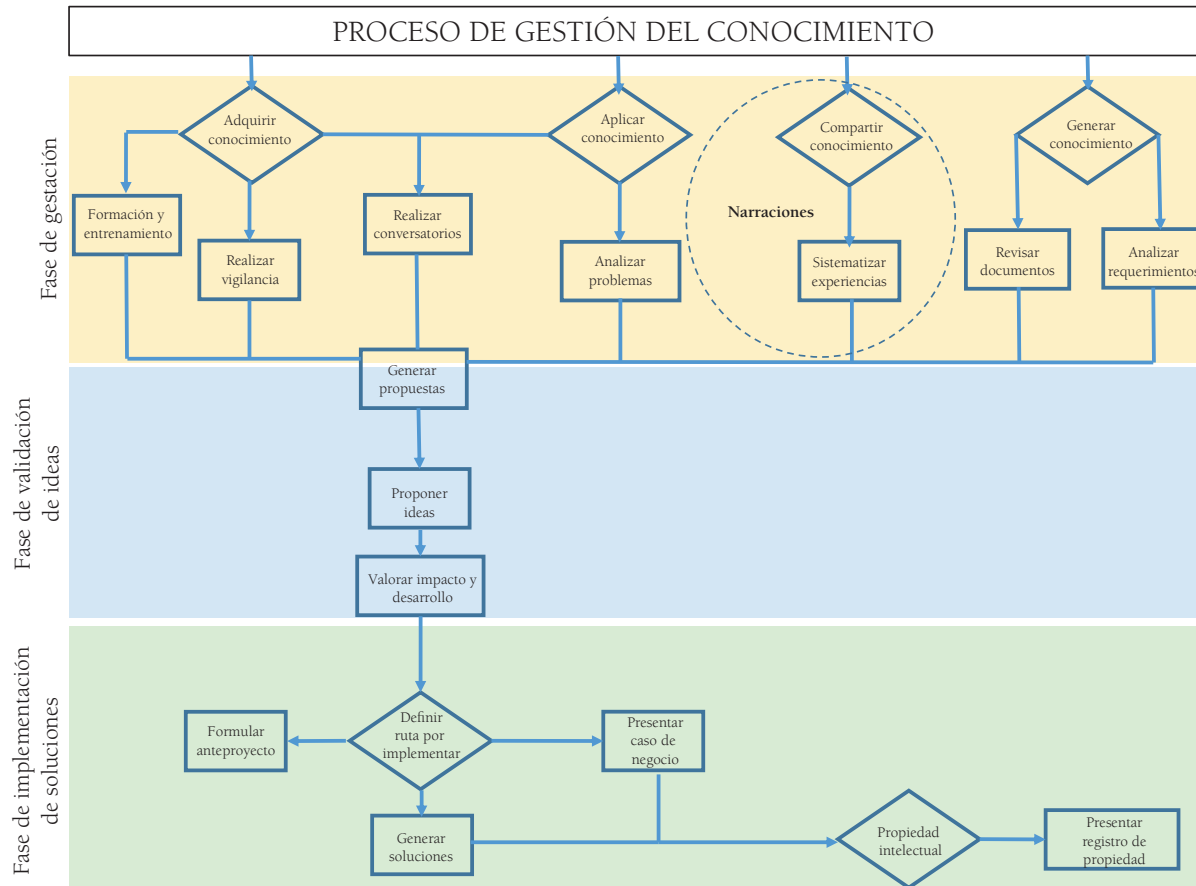 PROCESO DE GESTIÓN DEL CONOCIMIENTO
Fase de gestación
Adquirir
conocimiento
Aplicar
conocimiento
Compartir
conocimiento
Generar
conocimiento
Formación y
entrenamiento
Realizar
vigilancia
Realizar
conversatorios
Analizar
problemas
Narraciones
Sistematizar
experiencias
Revisar
documentos
Analizar
requerimientos
Generar
propuestas
Fase de validación
de ideas
Proponer
ideas
Valorar impacto y
desarrollo
Fase de implementación
de soluciones
Formular
anteproyecto
Definir
ruta por
implementar
Presentar
caso de
negocio
Generar
soluciones
Propiedad
intelectual
Presentar
registro de
propiedad